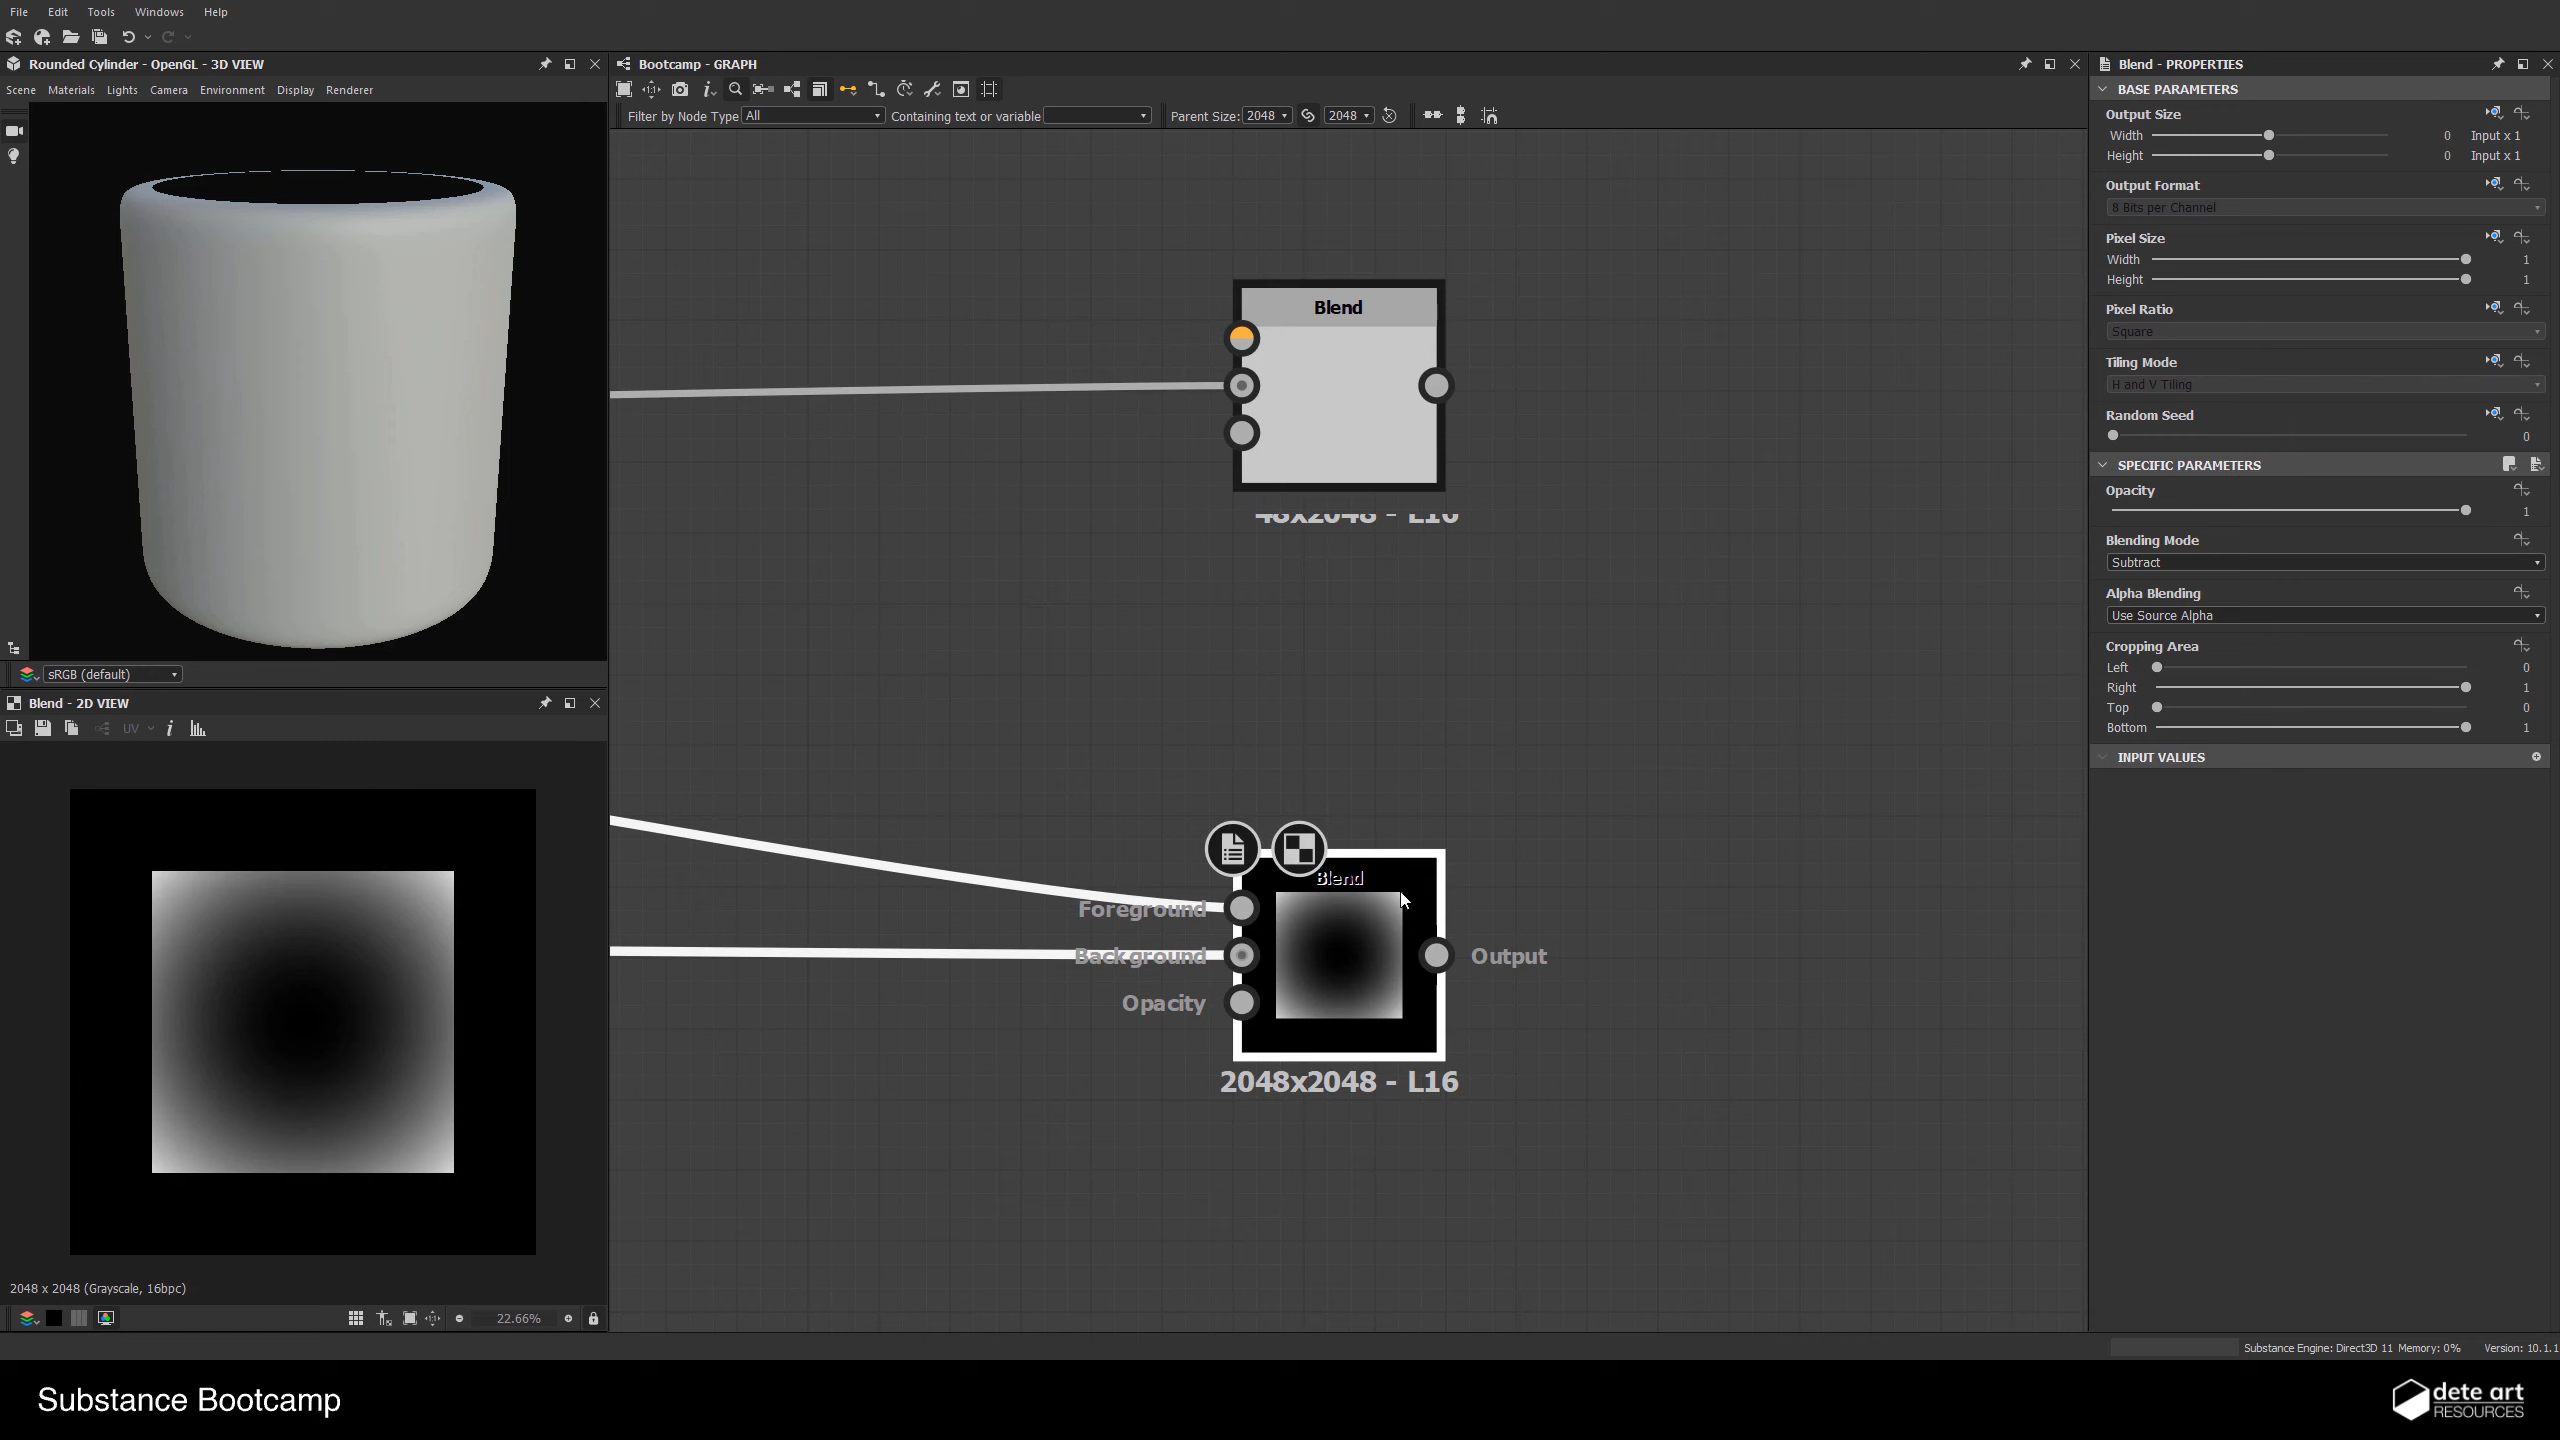 File Edit Tools Windows Help
Rounded Cylinder - OpenGL - 3D VIEW
Scene Materials Lights Camera Environment Display Renderer
sRGB (default)
Blend - 2D VIEW
UV
2048 x 2048 (Grayscale, 16bpc)
22.66%
Bootcamp - GRAPH
Filter by Node Type All Containing text or variable Parent Size: 2048 2048
Blend
48x2048 - L16
Blend
Foreground
Background
Opacity
Output
2048x2048 - L16
Blend - PROPERTIES
BASE PARAMETERS
Output Size
Width 0 Input x 1
Height 0 Input x 1
Output Format
8 Bits per Channel
Pixel Size
Width 1
Height 1
Pixel Ratio
Square
Tiling Mode
H and V Tiling
Random Seed
0
SPECIFIC PARAMETERS
Opacity
1
Blending Mode
Subtract
Alpha Blending
Use Source Alpha
Cropping Area
Left 0
Right 1
Top 0
Bottom 1
INPUT VALUES
Substance Engine: Direct3D 11 Memory: 0% Version: 10.1.1
Substance Bootcamp
dete art
RESOURCES